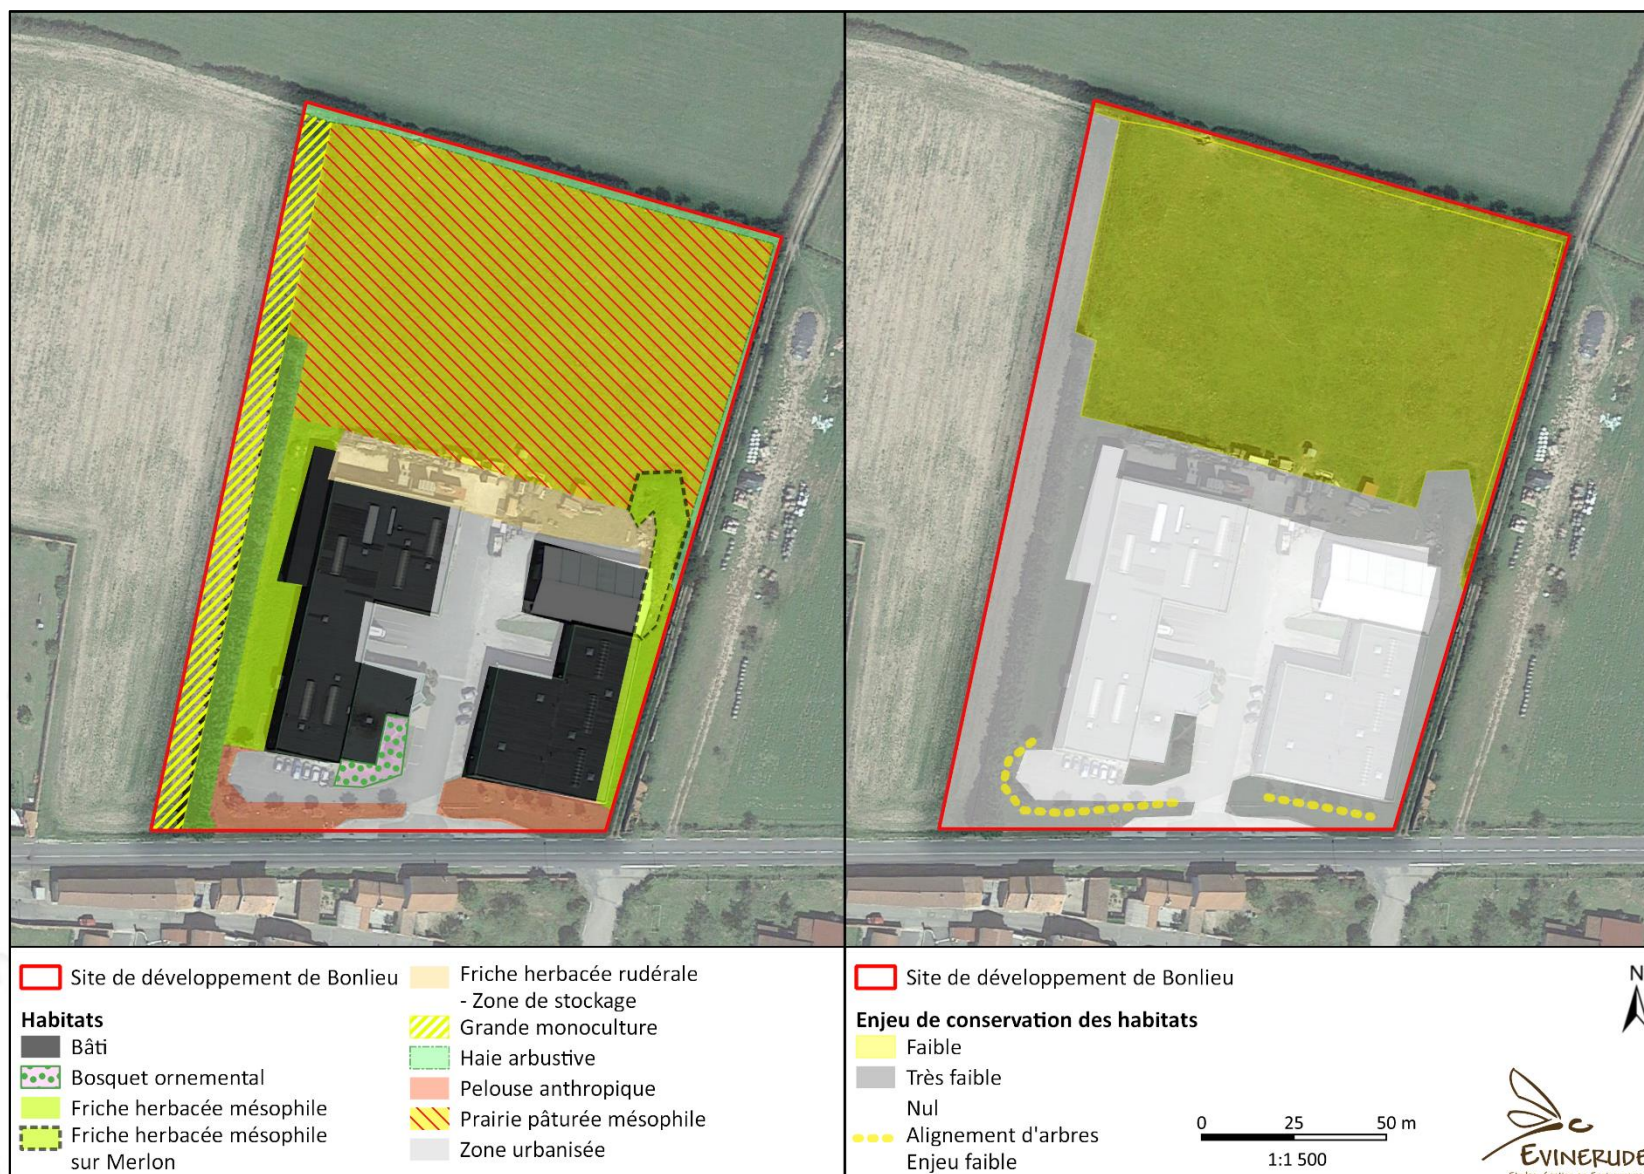 Site de développement de Bonlieu
Habitats
Bâti
Bosquet ornemental
Friche herbacée mésophile
Friche herbacée mésophile
sur Merlon
Friche herbacée rudérale
- Zone de stockage
Grande monoculture
Haie arbustive
Pelouse anthropique
Prairie pâturée mésophile
Zone urbanisée
Site de développement de Bonlieu
Enjeu de conservation des habitats
Faible
Très faible
Nul
Alignement d'arbres
Enjeu faible
0 25 50 m
1:1 500
N
EVINERUDE